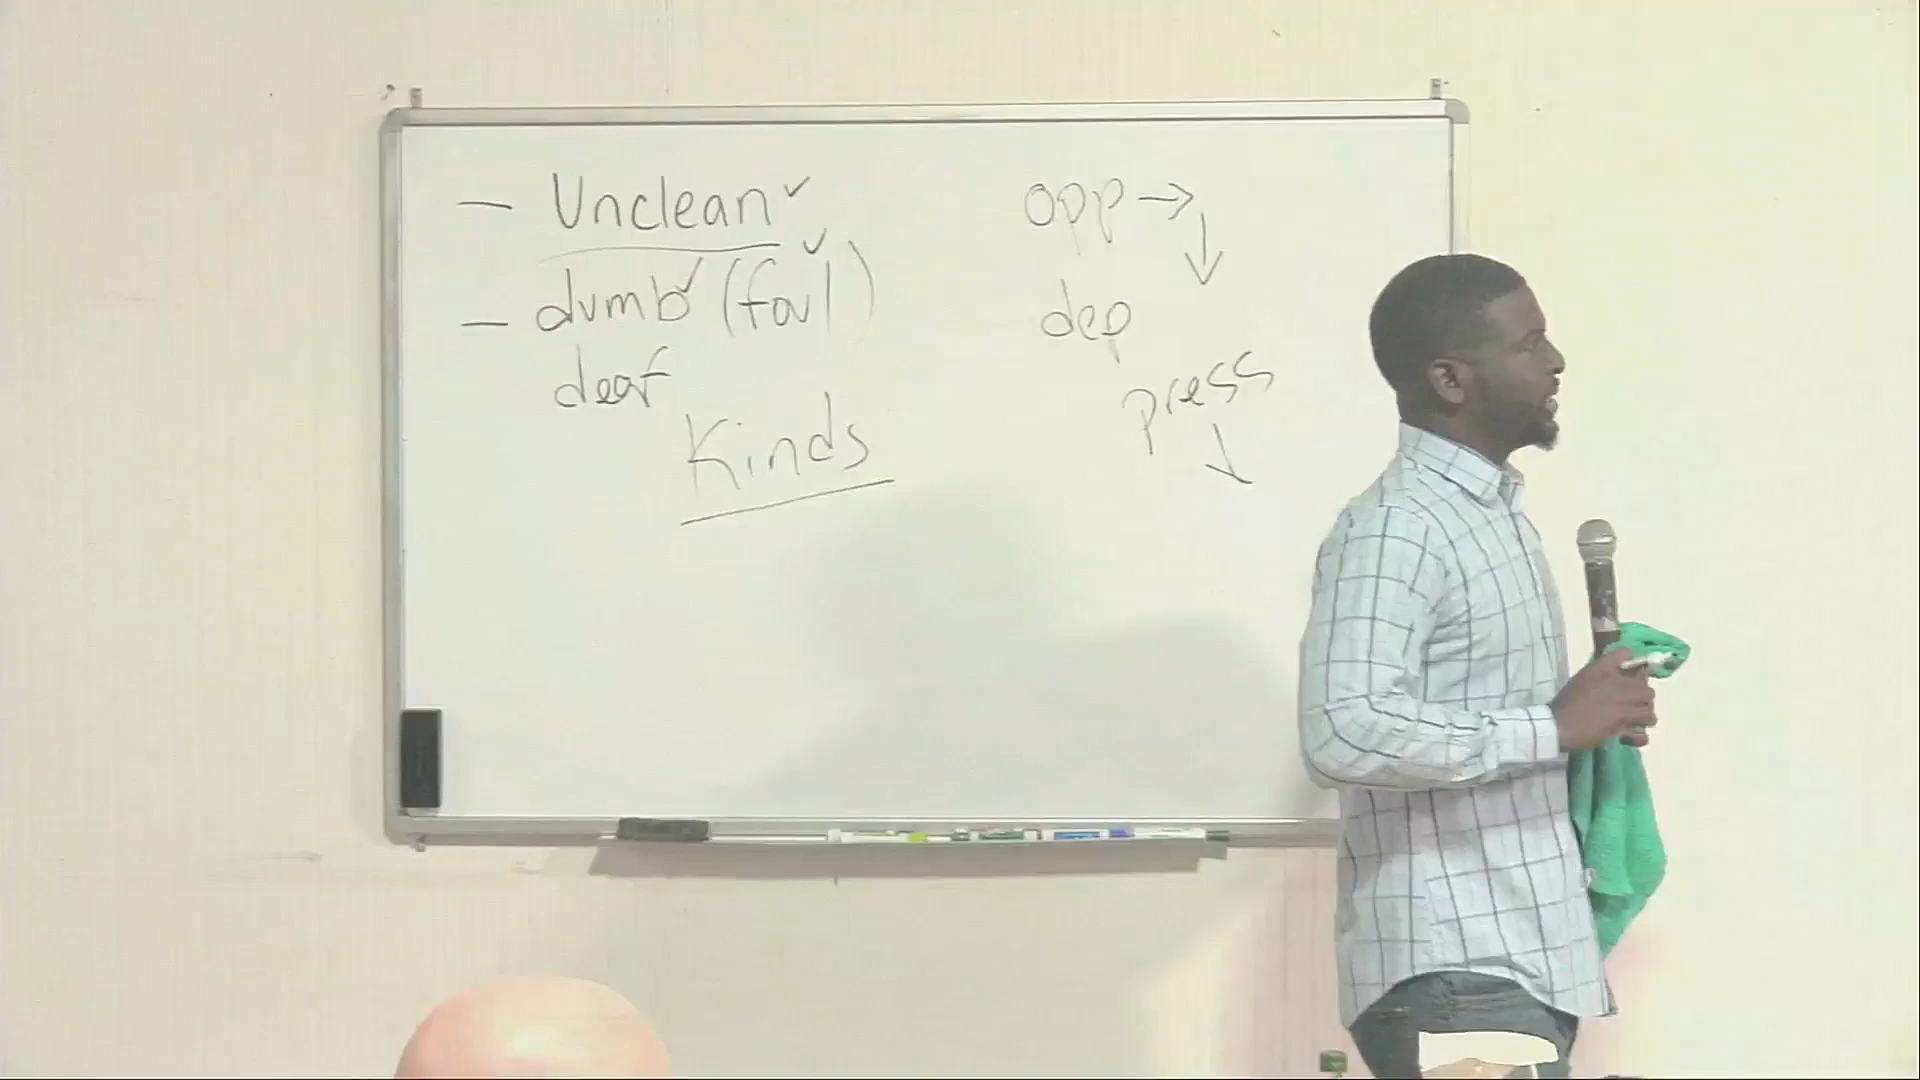 — Unclean ✓
— dumb ✓ (foul ✓)
deaf
Kinds
opp → ↓
dep
press
↓